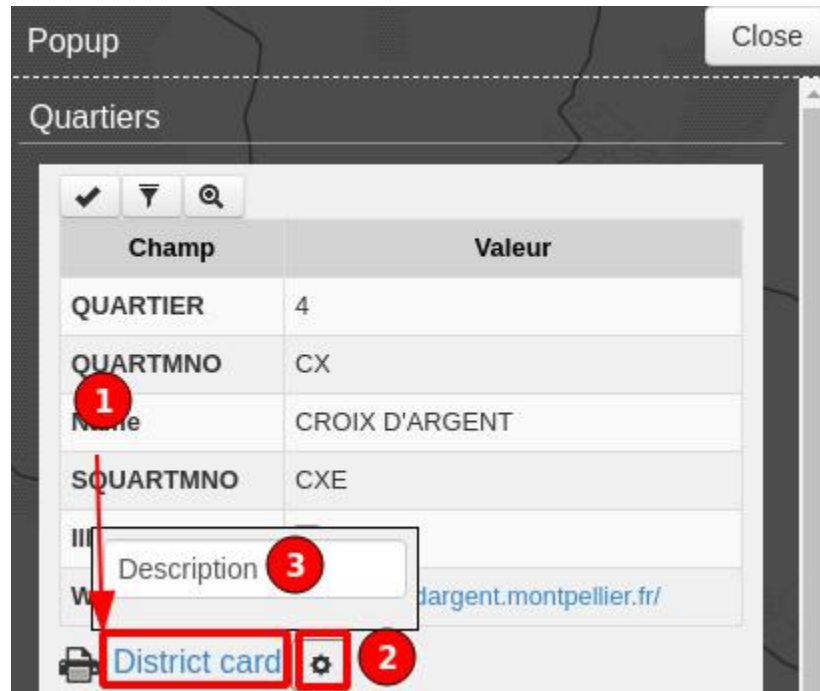 Popup
Close
Quartiers
Champ Valeur
QUARTIER 4
QUARTMNO CX
1
CROIX D'ARGENT
SQUARTMNO CXE
Description 3
dargent.montpellier.fr/
District card 2